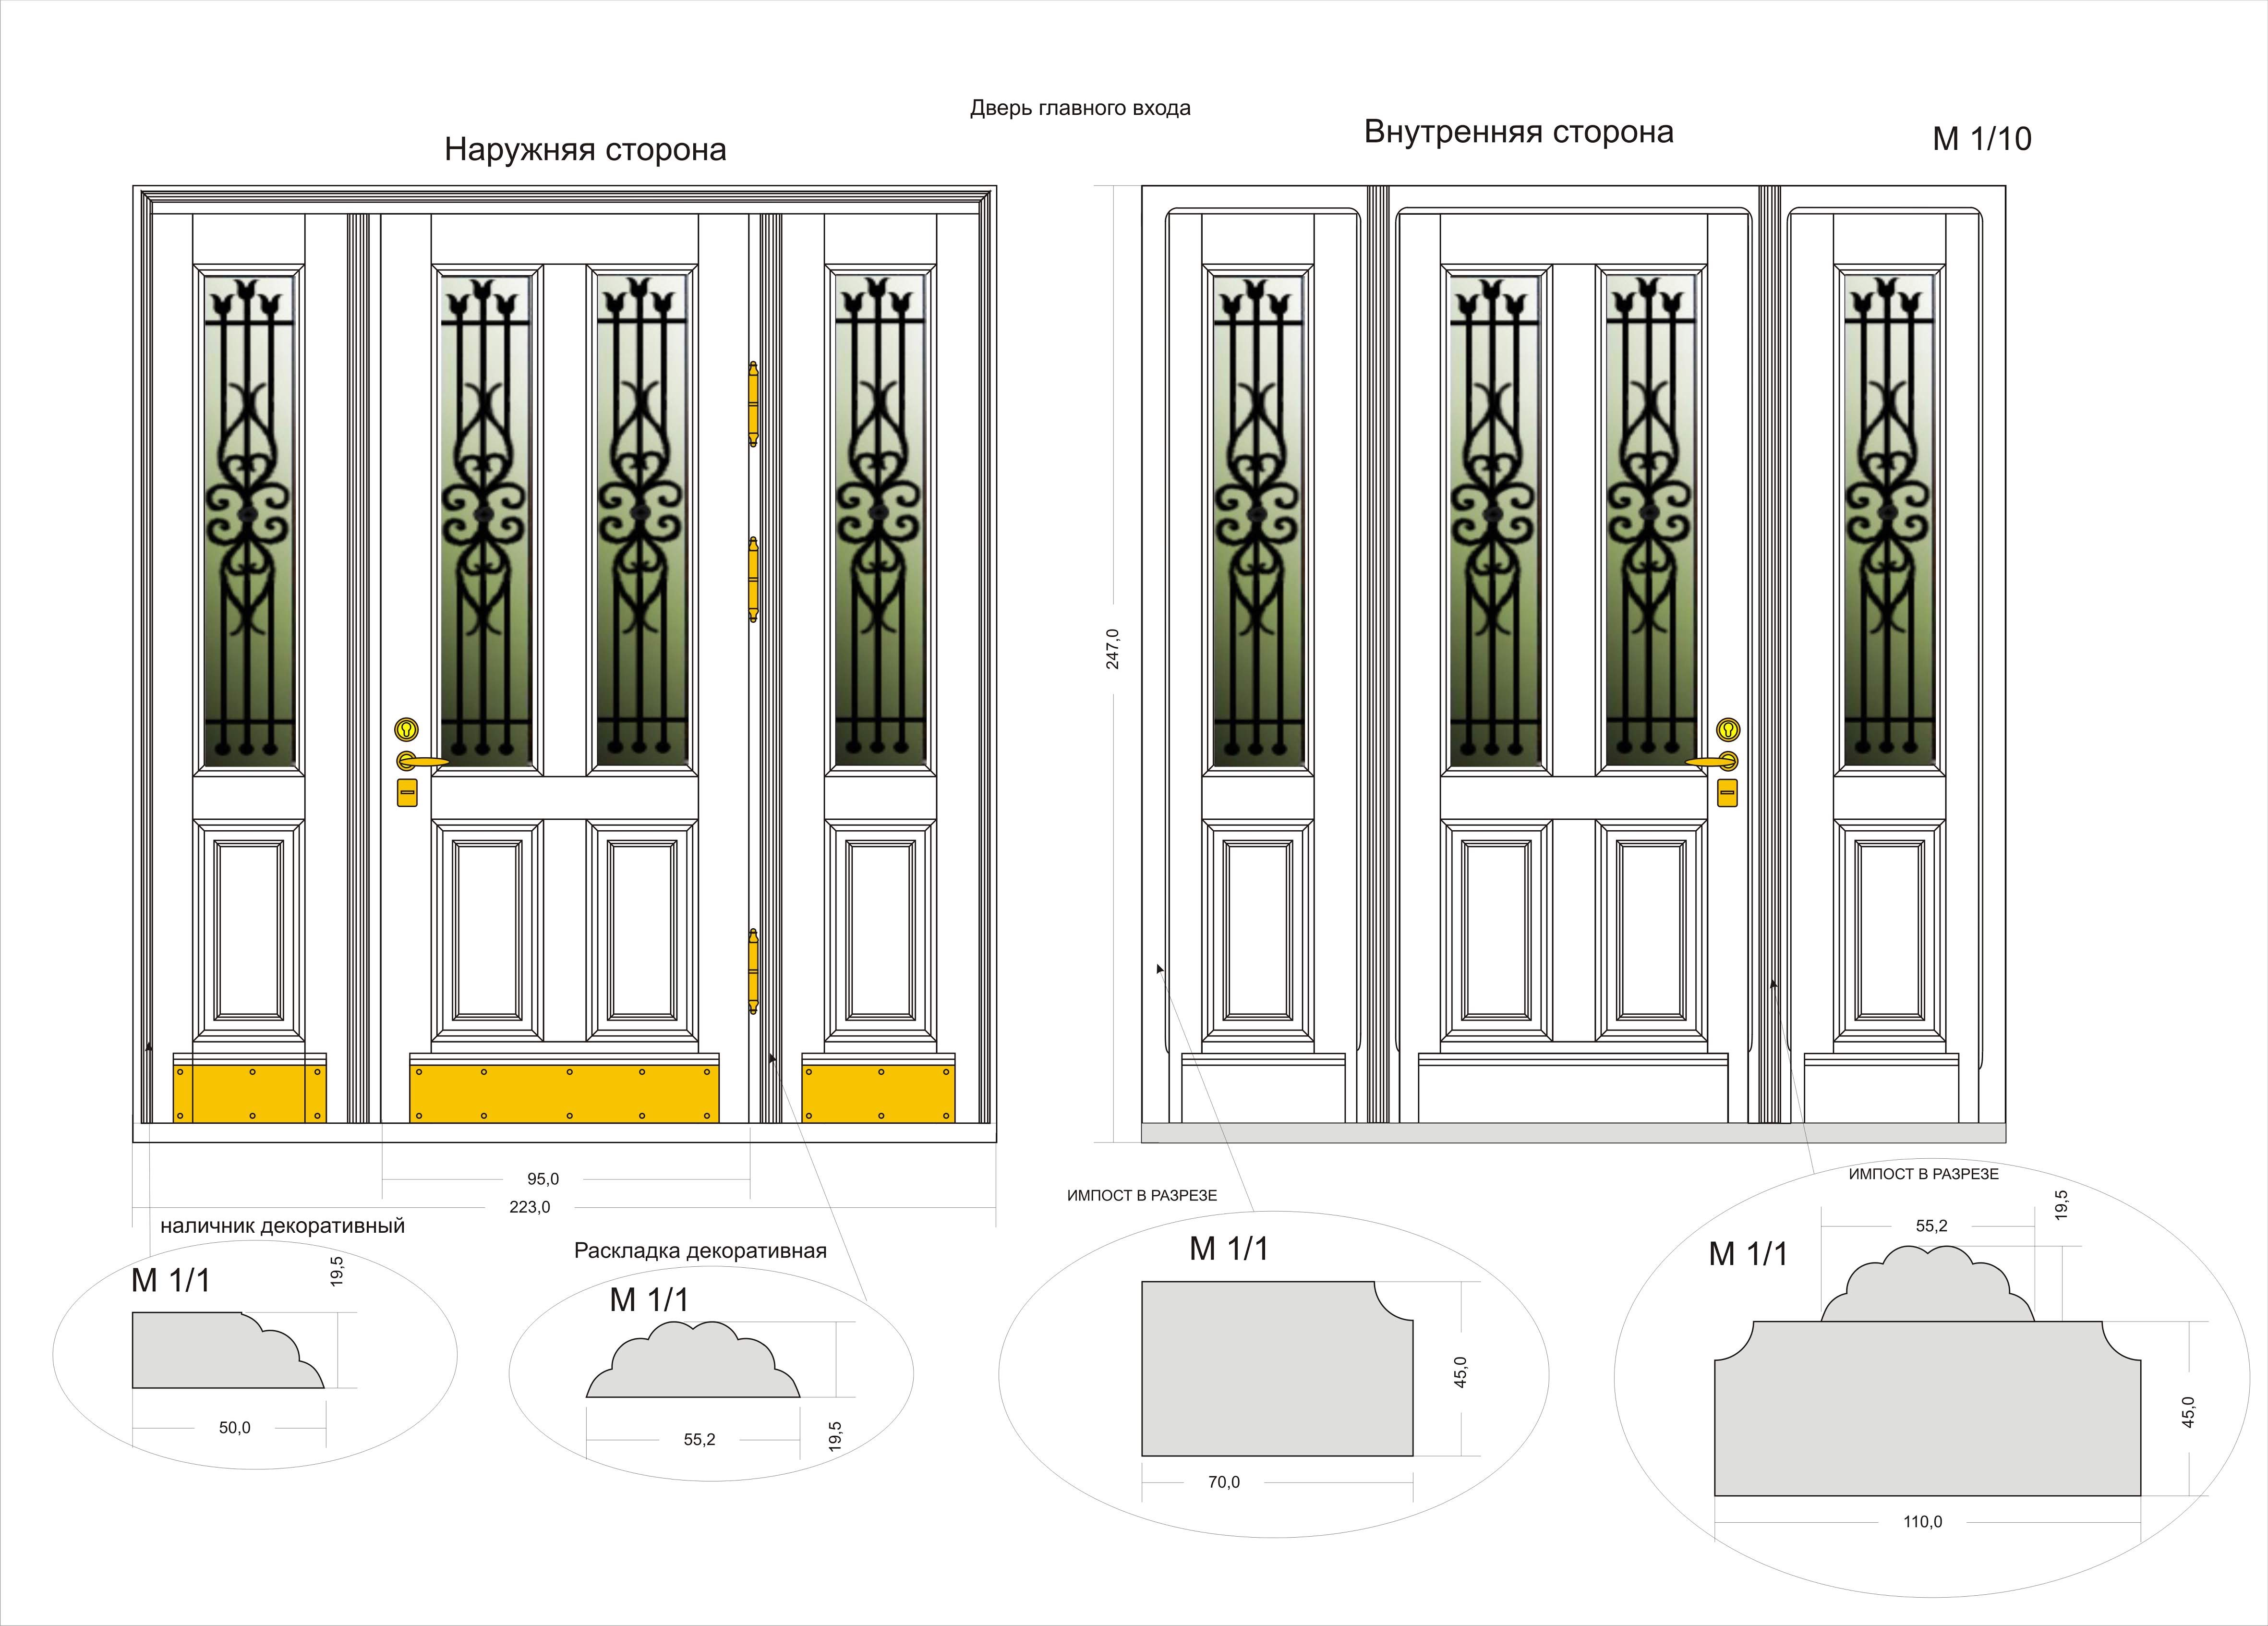 Дверь главного входа
Наружняя сторона
Внутренняя сторона
М 1/10
247,0
95,0
223,0
наличник декоративный
М 1/1
19,5
50,0
Раскладка декоративная
М 1/1
55,2
19,5
ИМПОСТ В РАЗРЕЗЕ
М 1/1
45,0
70,0
ИМПОСТ В РАЗРЕЗЕ
19,5
55,2
М 1/1
45,0
110,0